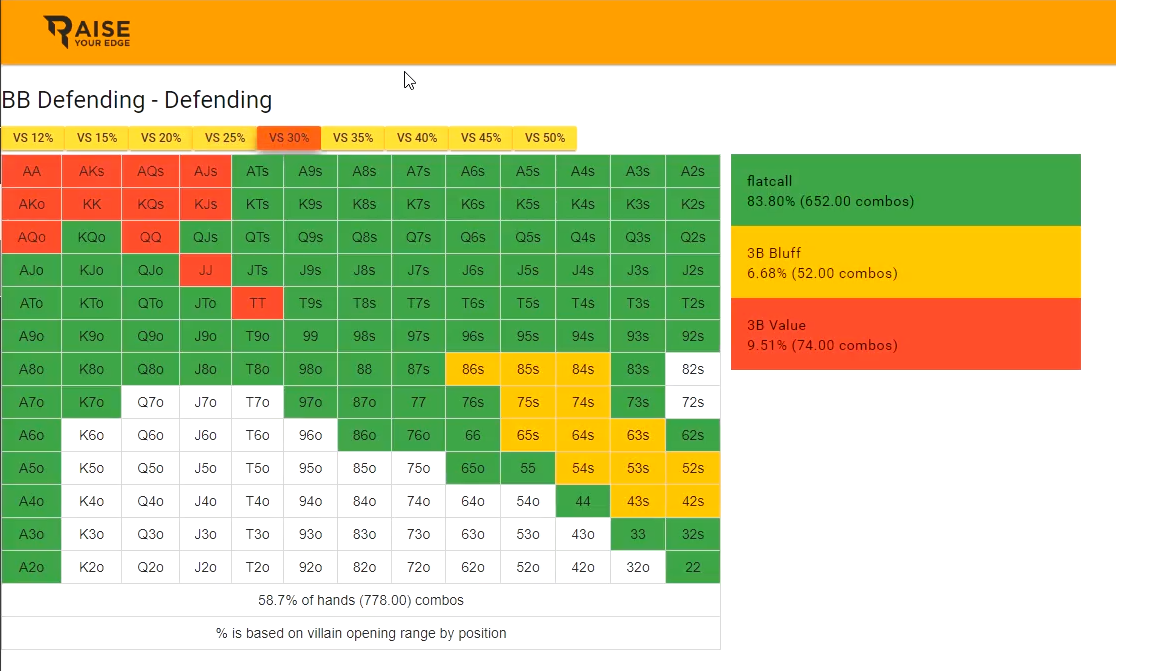 RAISE
YOUR EDGE
BB Defending - Defending
VS 12% VS 15% VS 20% VS 25% VS 30% VS 35% VS 40% VS 45% VS 50%
AA AKs AQs AJs ATs A9s A8s A7s A6s A5s A4s A3s A2s
AKo KK KQs KJs KTs K9s K8s K7s K6s K5s K4s K3s K2s
AQo KQo QQ QJs QTs Q9s Q8s Q7s Q6s Q5s Q4s Q3s Q2s
AJo KJo QJo JJ JTs J9s J8s J7s J6s J5s J4s J3s J2s
ATo KTo QTo JTo TT T9s T8s T7s T6s T5s T4s T3s T2s
A9o K9o Q9o J9o T9o 99 98s 97s 96s 95s 94s 93s 92s
A8o K8o Q8o J8o T8o 98o 88 87s 86s 85s 84s 83s 82s
A7o K7o Q7o J7o T7o 97o 87o 77 76s 75s 74s 73s 72s
A6o K6o Q6o J6o T6o 96o 86o 76o 66 65s 64s 63s 62s
A5o K5o Q5o J5o T5o 95o 85o 75o 65o 55 54s 53s 52s
A4o K4o Q4o J4o T4o 94o 84o 74o 64o 54o 44 43s 42s
A3o K3o Q3o J3o T3o 93o 83o 73o 63o 53o 43o 33 32s
A2o K2o Q2o J2o T2o 92o 82o 72o 62o 52o 42o 32o 22
58.7% of hands (778.00) combos
% is based on villain opening range by position
flatcall
83.80% (652.00 combos)
3B Bluff
6.68% (52.00 combos)
3B Value
9.51% (74.00 combos)